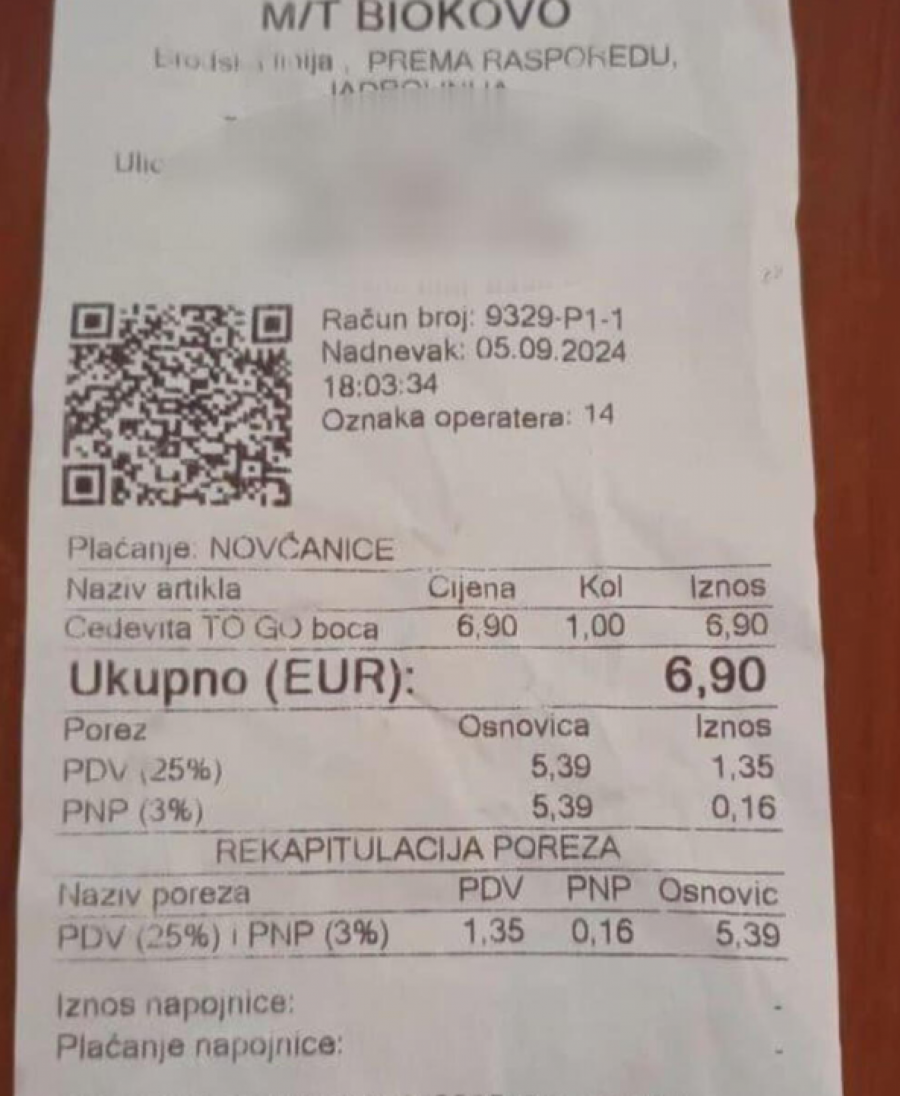 M/T BIOKOVO
linija , PREMA RASPOREDU,
JADROLINIJA
Račun broj: 9329-P1-1
Nadnevak: 05.09.2024
18:03:34
Oznaka operatera: 14
Plaćanje: NOVČANICE
Naziv artikla Cijena Kol Iznos
Cedevita TO GO boca 6,90 1,00 6,90
Ukupno (EUR): 6,90
Porez Osnovica Iznos
PDV (25%) 5,39 1,35
PNP (3%) 5,39 0,16
REKAPITULACIJA POREZA
Naziv poreza PDV PNP Osnovic
PDV (25%) i PNP (3%) 1,35 0,16 5,39
Iznos napojnice: -
Plaćanje napojnice: -